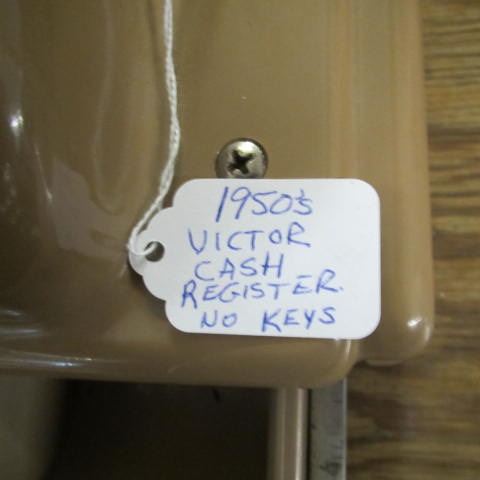 1950's
VICTOR
CASH
REGISTER.
NO KEYS